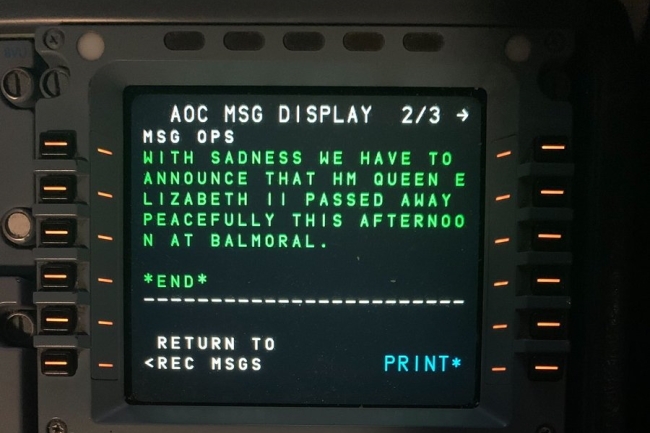 AOC MSG DISPLAY 2/3 →
MSG OPS
WITH SADNESS WE HAVE TO
ANNOUNCE THAT HM QUEEN E
LIZABETH II PASSED AWAY
PEACEFULLY THIS AFTERNOO
N AT BALMORAL.
*END*
------------------------
RETURN TO
<REC MSGS PRINT*